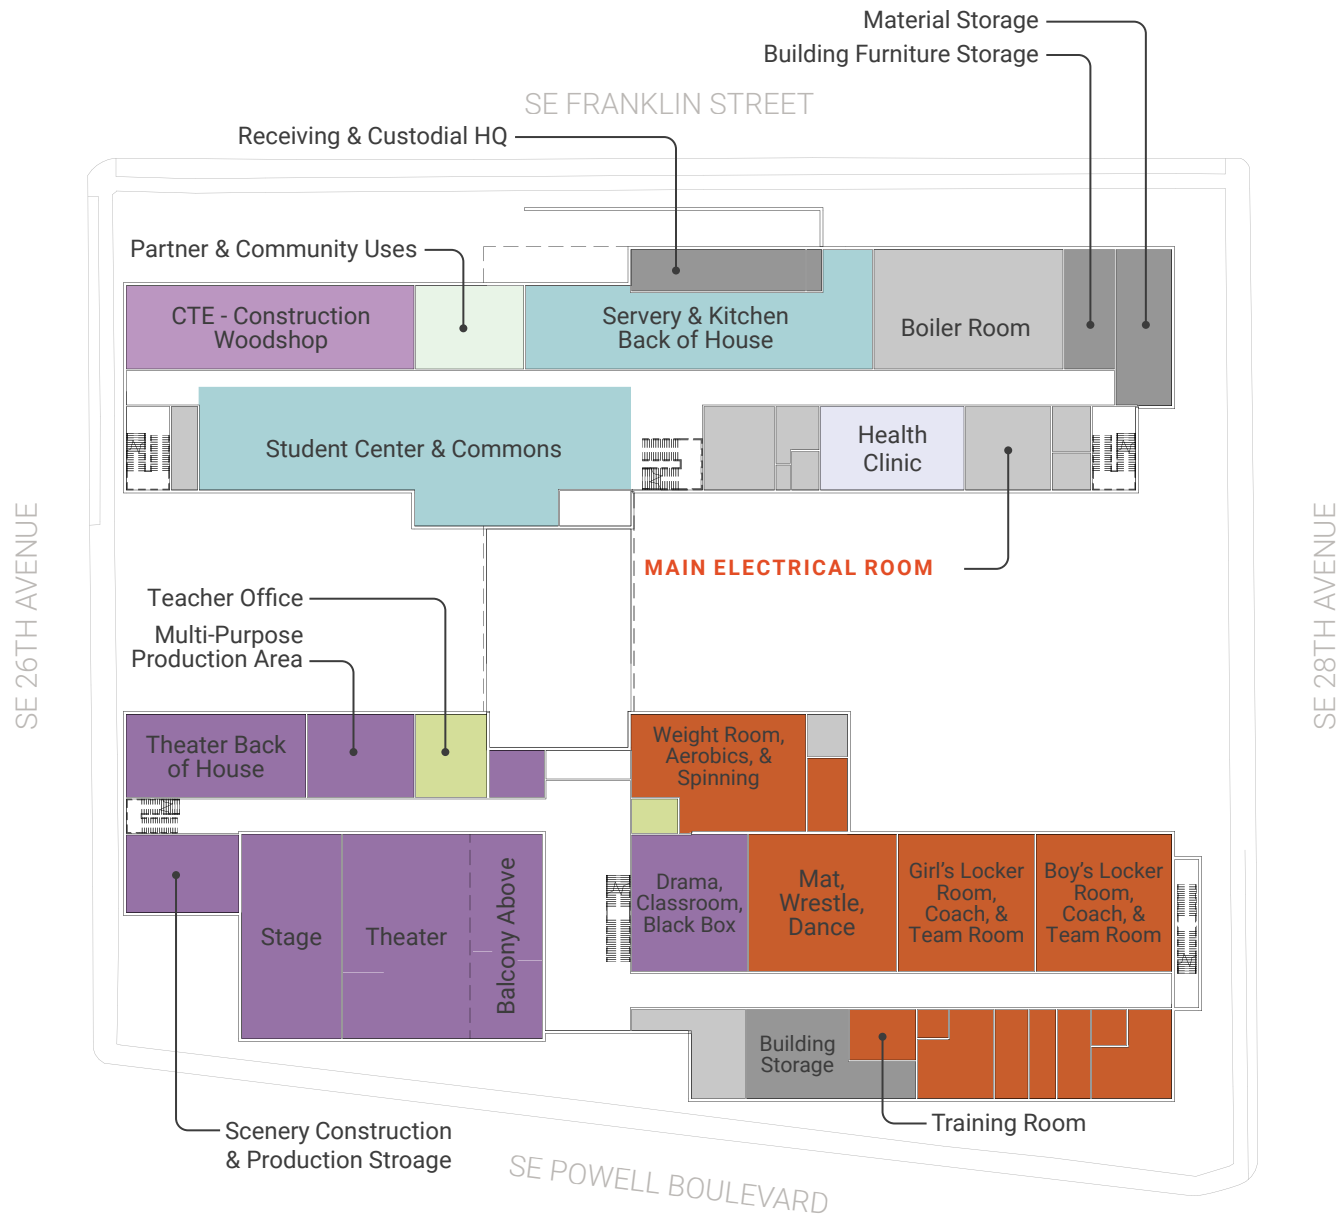 Material Storage
Building Furniture Storage
SE FRANKLIN STREET
Receiving & Custodial HQ
Partner & Community Uses
CTE - Construction
Woodshop
Servery & Kitchen
Back of House
Boiler Room
Student Center & Commons
Health
Clinic
SE 26TH AVENUE
SE 28TH AVENUE
MAIN ELECTRICAL ROOM
Teacher Office
Multi-Purpose
Production Area
Theater Back
of House
Weight Room,
Aerobics, &
Spinning
Stage
Theater
Balcony Above
Drama,
Classroom,
Black Box
Mat,
Wrestle,
Dance
Girl's Locker
Room,
Coach, &
Team Room
Boy's Locker
Room,
Coach, &
Team Room
Building
Storage
Training Room
Scenery Construction
& Production Stroage
SE POWELL BOULEVARD